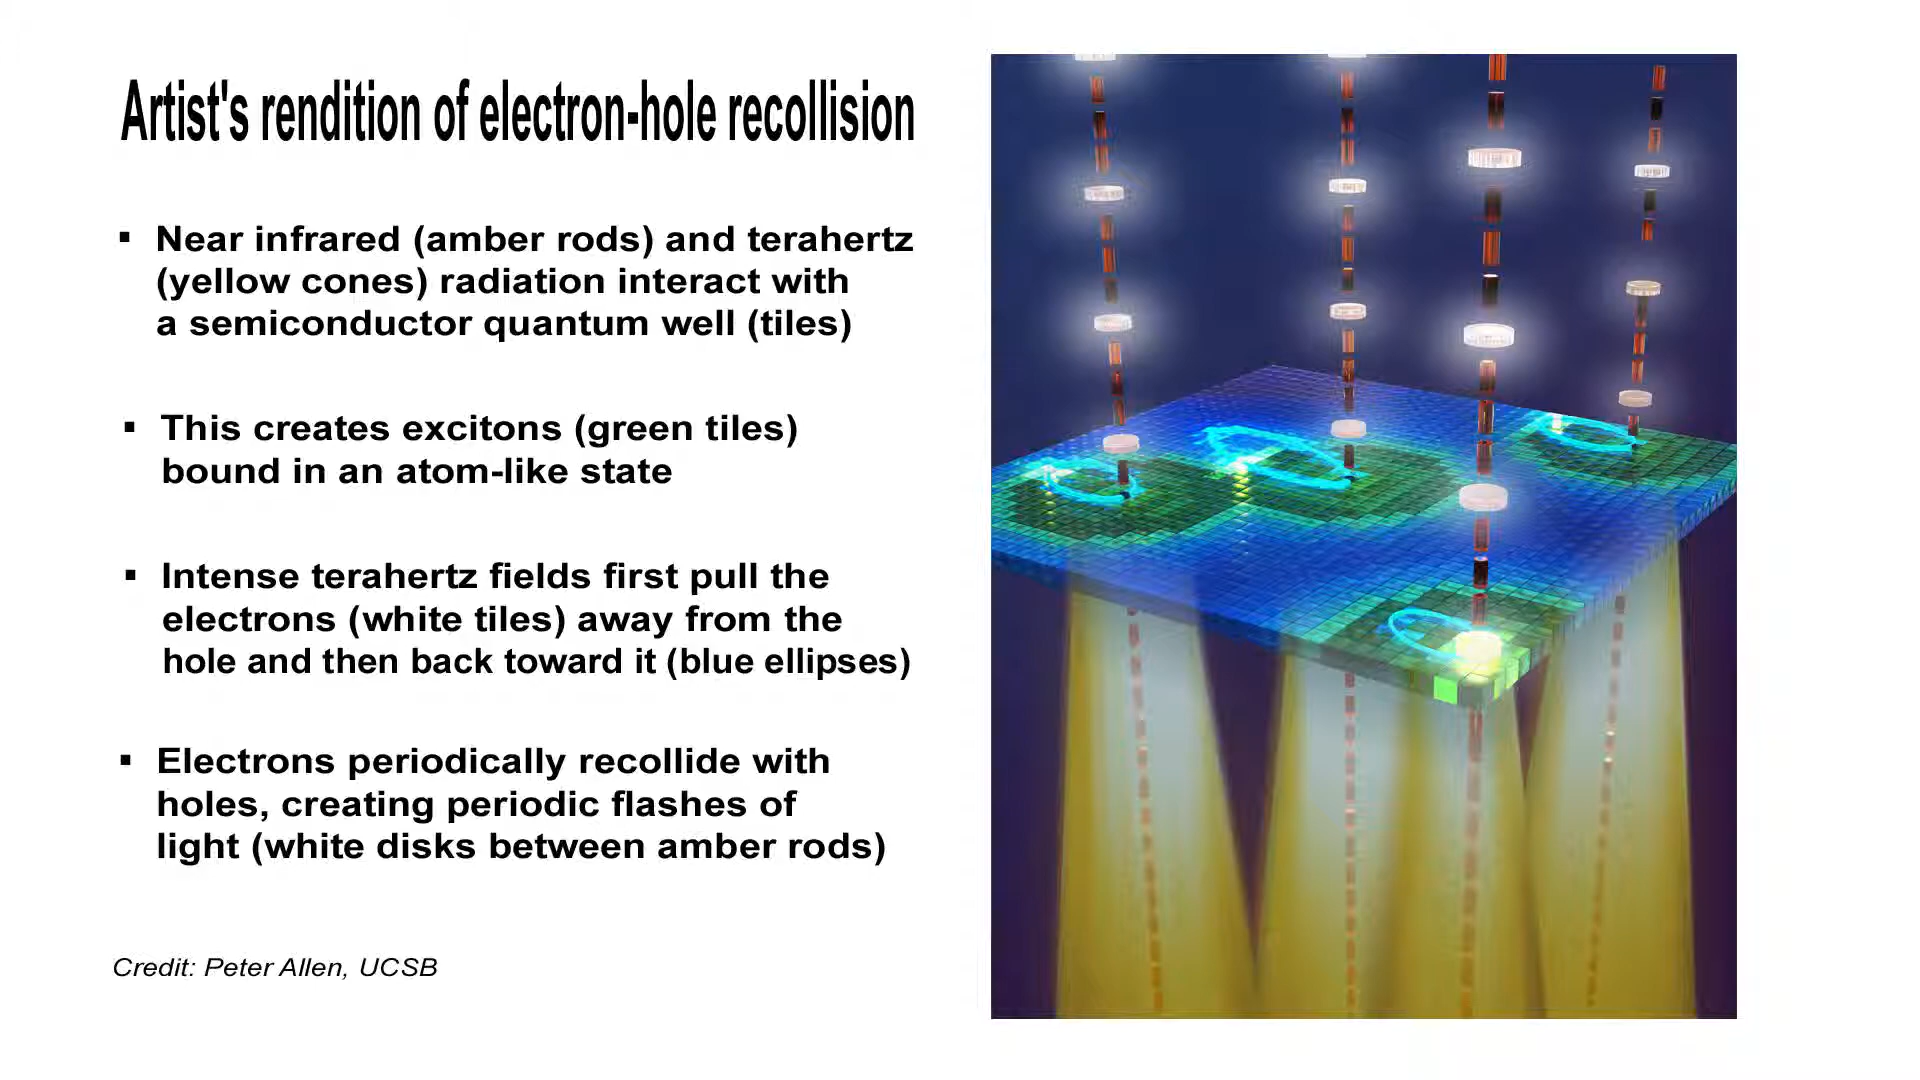 Artist's rendition of electron-hole recollision
▪ Near infrared (amber rods) and terahertz
(yellow cones) radiation interact with
a semiconductor quantum well (tiles)
▪ This creates excitons (green tiles)
bound in an atom-like state
▪ Intense terahertz fields first pull the
electrons (white tiles) away from the
hole and then back toward it (blue ellipses)
▪ Electrons periodically recollide with
holes, creating periodic flashes of
light (white disks between amber rods)
Credit: Peter Allen, UCSB